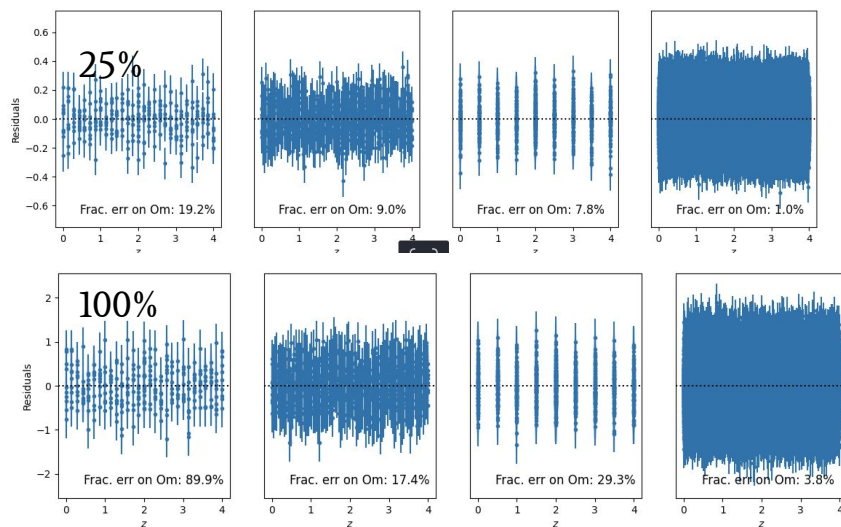 25%
Residuals
0.6
0.4
0.2
0.0
−0.2
−0.4
−0.6
Frac. err on Om: 19.2%
Frac. err on Om: 9.0%
Frac. err on Om: 7.8%
Frac. err on Om: 1.0%
0 1 2 3 4
0 1 2 3 4
0 1 2 3 4
0 1 2 3 4
100%
Residuals
2
1
0
−1
−2
Frac. err on Om: 89.9%
Frac. err on Om: 17.4%
Frac. err on Om: 29.3%
Frac. err on Om: 3.8%
0 1 2 3 4
0 1 2 3 4
0 1 2 3 4
0 1 2 3 4
z z z z